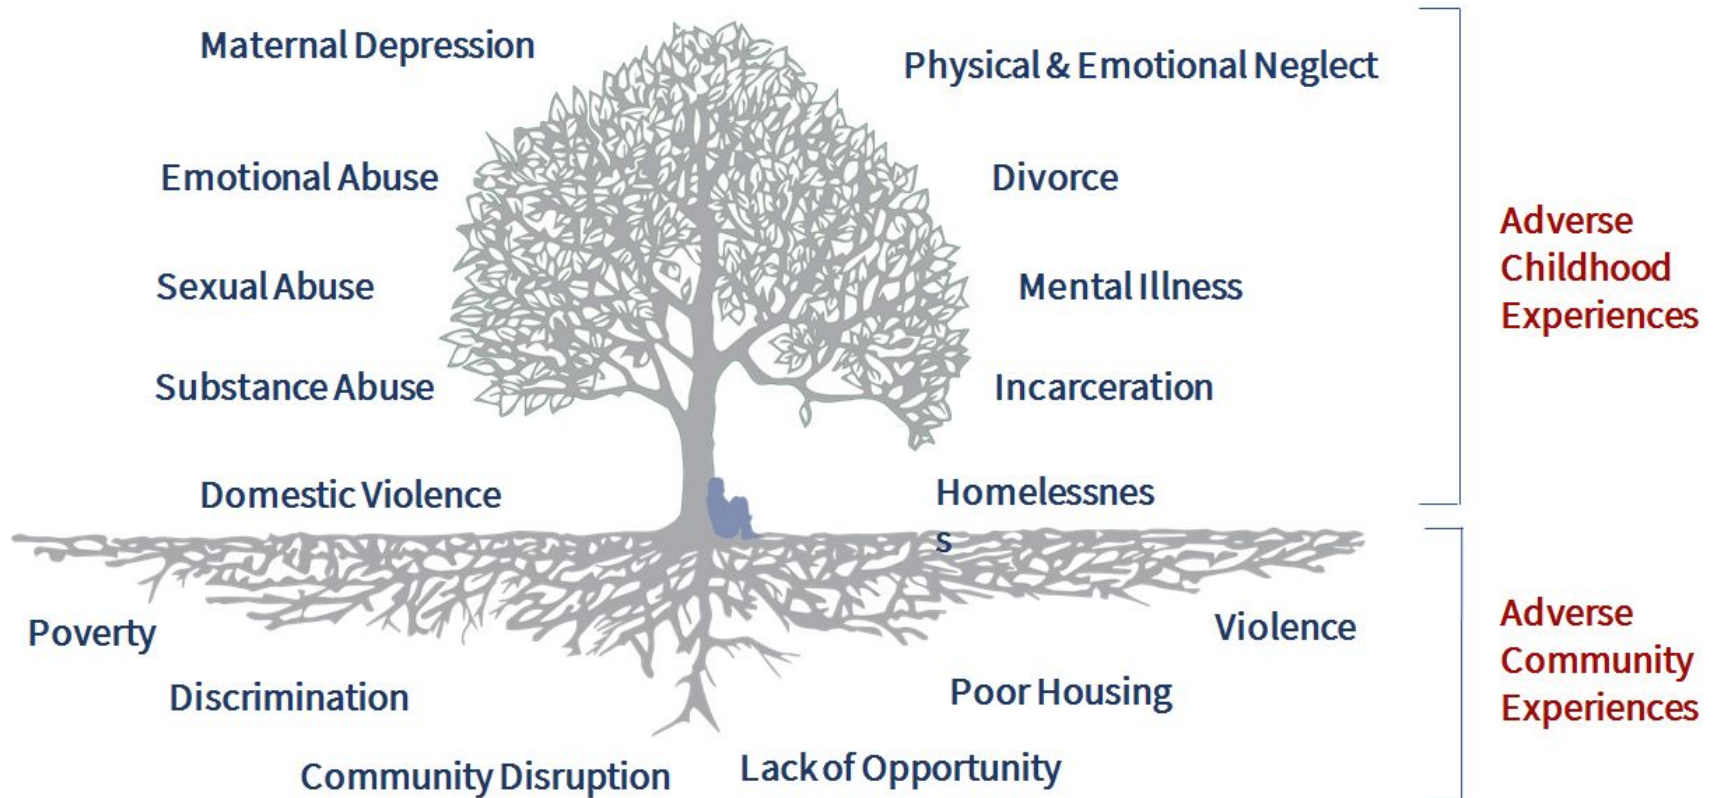 Maternal Depression
Physical & Emotional Neglect
Emotional Abuse
Divorce
Sexual Abuse
Mental Illness
Substance Abuse
Incarceration
Domestic Violence
Homelessnes
s
Adverse
Childhood
Experiences
Poverty
Violence
Discrimination
Poor Housing
Community Disruption
Lack of Opportunity
Adverse
Community
Experiences